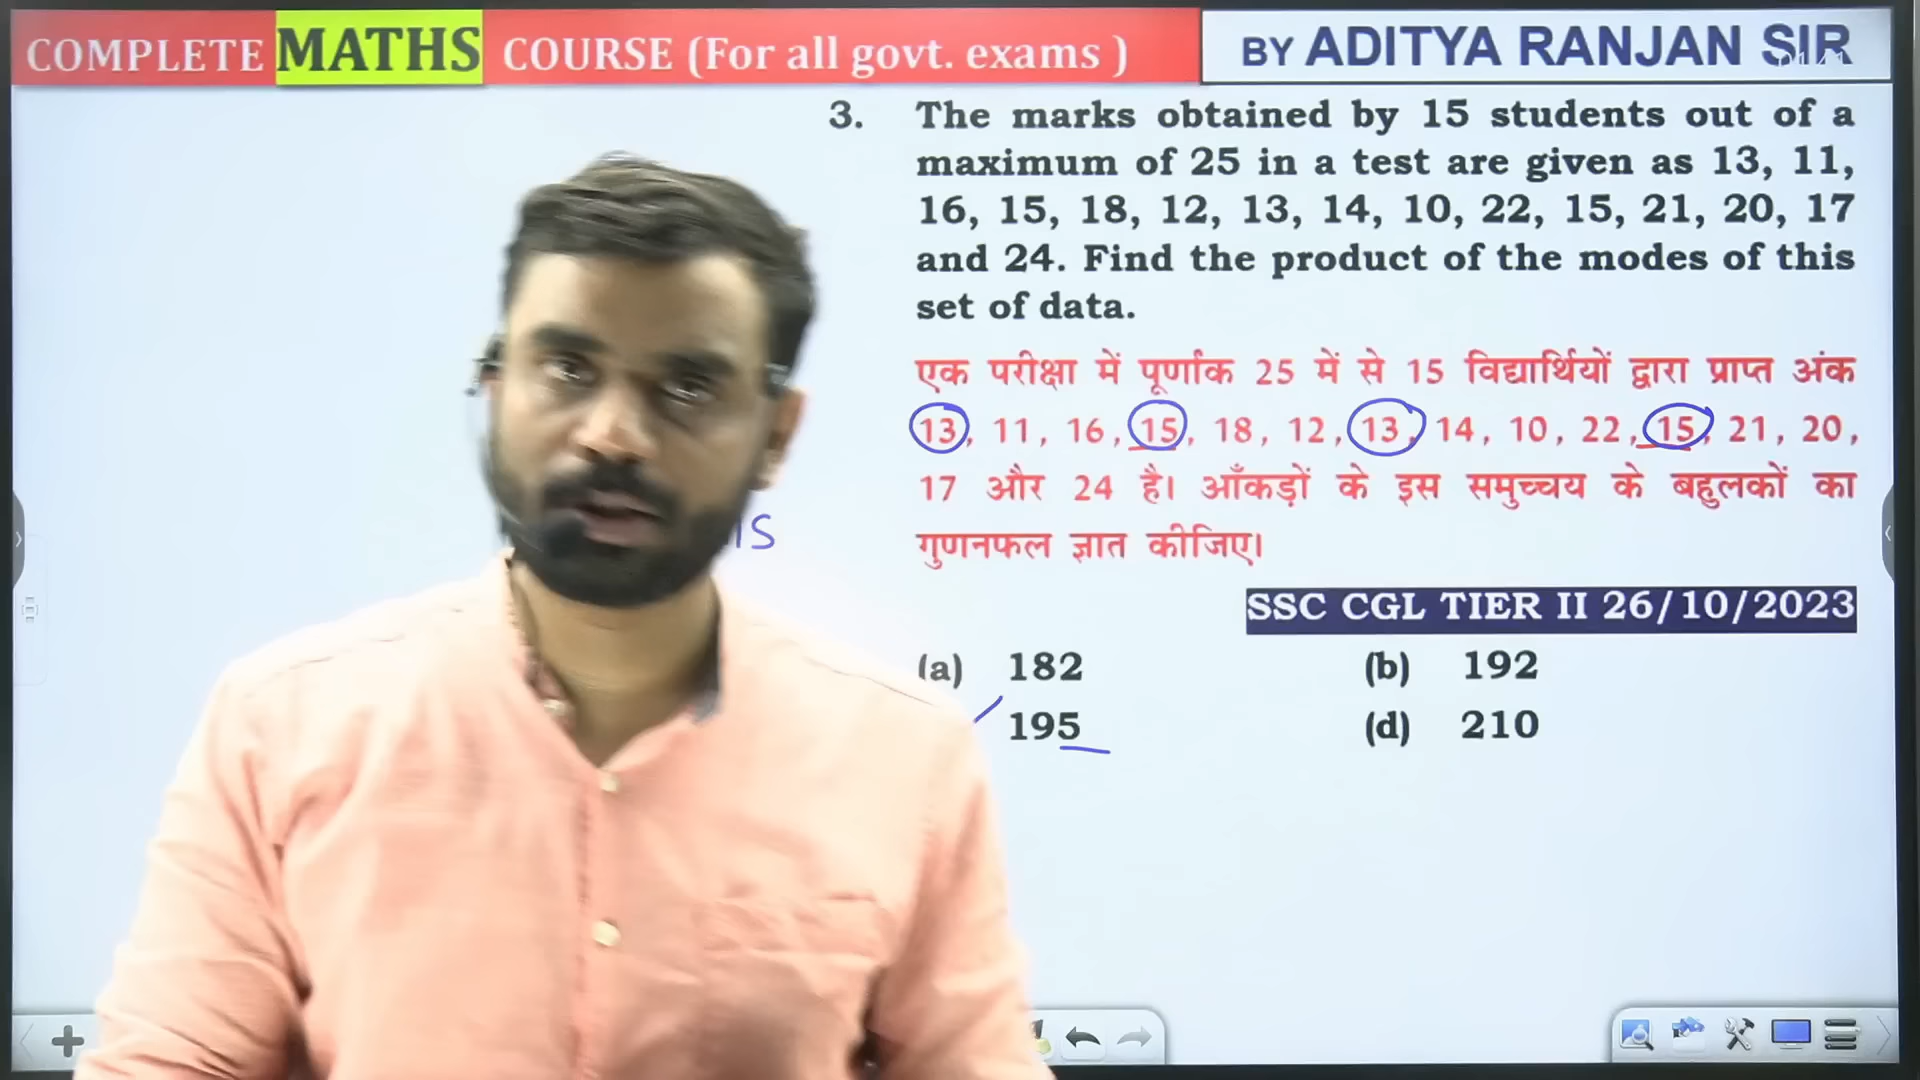 COMPLETE MATHS COURSE (For all govt. exams )
BY ADITYA RANJAN SIR
3. The marks obtained by 15 students out of a
maximum of 25 in a test are given as 13, 11,
16, 15, 18, 12, 13, 14, 10, 22, 15, 21, 20, 17
and 24. Find the product of the modes of this
set of data.
एक परीक्षा में पूर्णांक 25 में से 15 विद्यार्थियों द्वारा प्राप्त अंक
13, 11, 16, 15, 18, 12, 13, 14, 10, 22, 15, 21, 20,
17 और 24 है। आँकड़ों के इस समुच्चय के बहुलकों का
गुणनफल ज्ञात कीजिए।
15
SSC CGL TIER II 26/10/2023
(a) 182 (b) 192
195 (d) 210